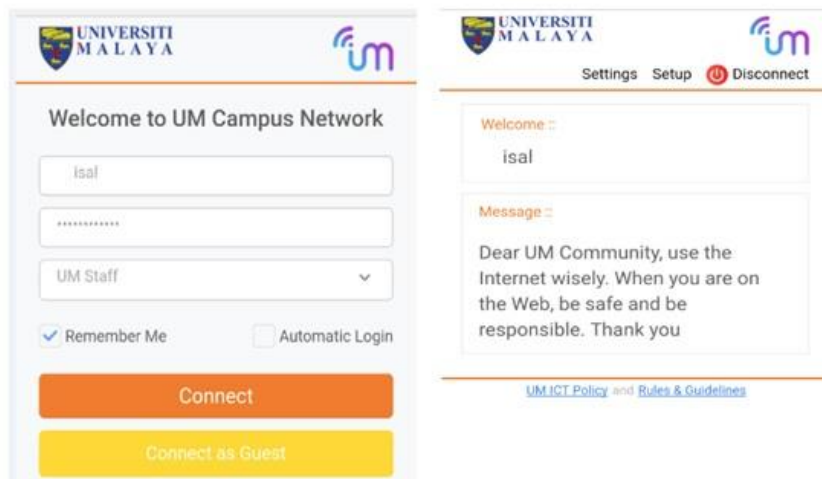 UNIVERSITI
MALAYA
um
Welcome to UM Campus Network
isal
************
UM Staff
Remember Me
Automatic Login
Connect
Connect as Guest
UNIVERSITI
MALAYA
um
Settings Setup Disconnect
Welcome ::
isal
Message ::
Dear UM Community, use the
Internet wisely. When you are on
the Web, be safe and be
responsible. Thank you
UM ICT Policy and Rules & Guidelines